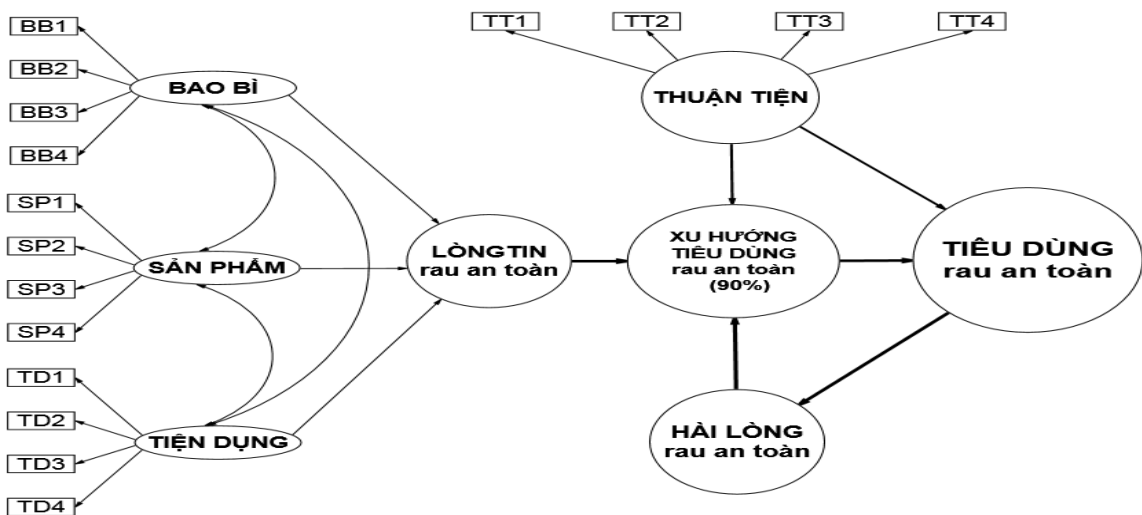 BB1
BB2
BB3
BB4
BAO BÌ
SP1
SP2
SP3
SP4
SẢN PHẨM
TD1
TD2
TD3
TD4
TIỆN DỤNG
LÒNGTIN
rau an toàn
TT1
TT2
TT3
TT4
THUẬN TIỆN
XU HƯỚNG
TIÊU DÙNG
rau an toàn
(90%)
TIÊU DÙNG
rau an toàn
HÀI LÒNG
rau an toàn